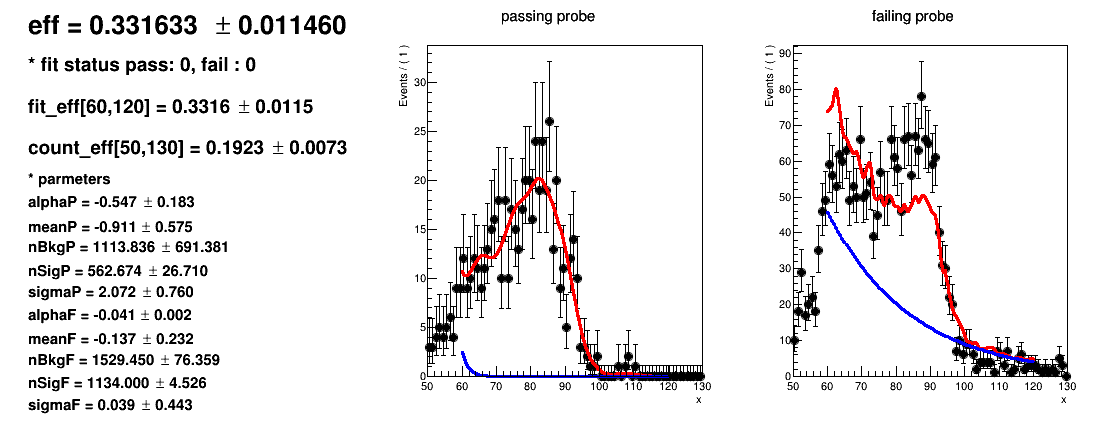 eff = 0.331633 ± 0.011460
* fit status pass: 0, fail : 0
fit_eff[60,120] = 0.3316 ± 0.0115
count_eff[50,130] = 0.1923 ± 0.0073
* parmeters
alphaP = -0.547 ± 0.183
meanP = -0.911 ± 0.575
nBkgP = 1113.836 ± 691.381
nSigP = 562.674 ± 26.710
sigmaP = 2.072 ± 0.760
alphaF = -0.041 ± 0.002
meanF = -0.137 ± 0.232
nBkgF = 1529.450 ± 76.359
nSigF = 1134.000 ± 4.526
sigmaF = 0.039 ± 0.443
passing probe
Events / ( 1 )
30
25
20
15
10
5
0
50 60 70 80 90 100 110 120 130
x
failing probe
Events / ( 1 )
90
80
70
60
50
40
30
20
10
0
50 60 70 80 90 100 110 120 130
x